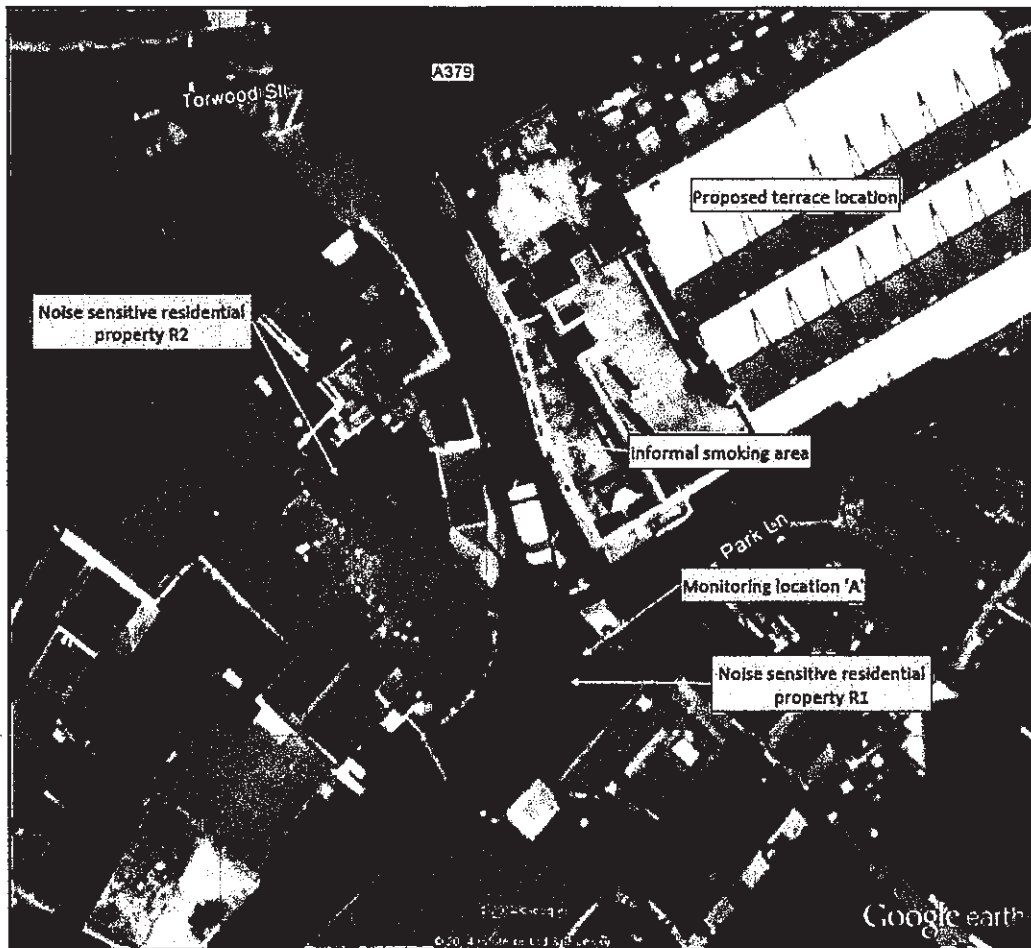 A379
Torwood St
Proposed terrace location
Noise sensitive residential
property R2
Informal smoking area
Park Ln
Monitoring location 'A'
Noise sensitive residential
property R1
Google earth